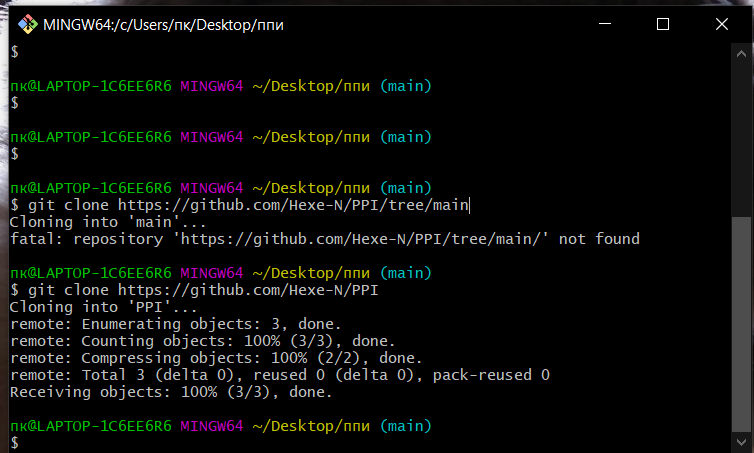 MINGW64:/c/Users/пк/Desktop/ппи
$
пк@LAPTOP-1C6EE6R6 MINGW64 ~/Desktop/ппи (main)
$
пк@LAPTOP-1C6EE6R6 MINGW64 ~/Desktop/ппи (main)
$
пк@LAPTOP-1C6EE6R6 MINGW64 ~/Desktop/ппи (main)
$ git clone https://github.com/Hexe-N/PPI/tree/main
Cloning into 'main'...
fatal: repository 'https://github.com/Hexe-N/PPI/tree/main/' not found
пк@LAPTOP-1C6EE6R6 MINGW64 ~/Desktop/ппи (main)
$ git clone https://github.com/Hexe-N/PPI
Cloning into 'PPI'...
remote: Enumerating objects: 3, done.
remote: Counting objects: 100% (3/3), done.
remote: Compressing objects: 100% (2/2), done.
remote: Total 3 (delta 0), reused 0 (delta 0), pack-reused 0
Receiving objects: 100% (3/3), done.
пк@LAPTOP-1C6EE6R6 MINGW64 ~/Desktop/ппи (main)
$